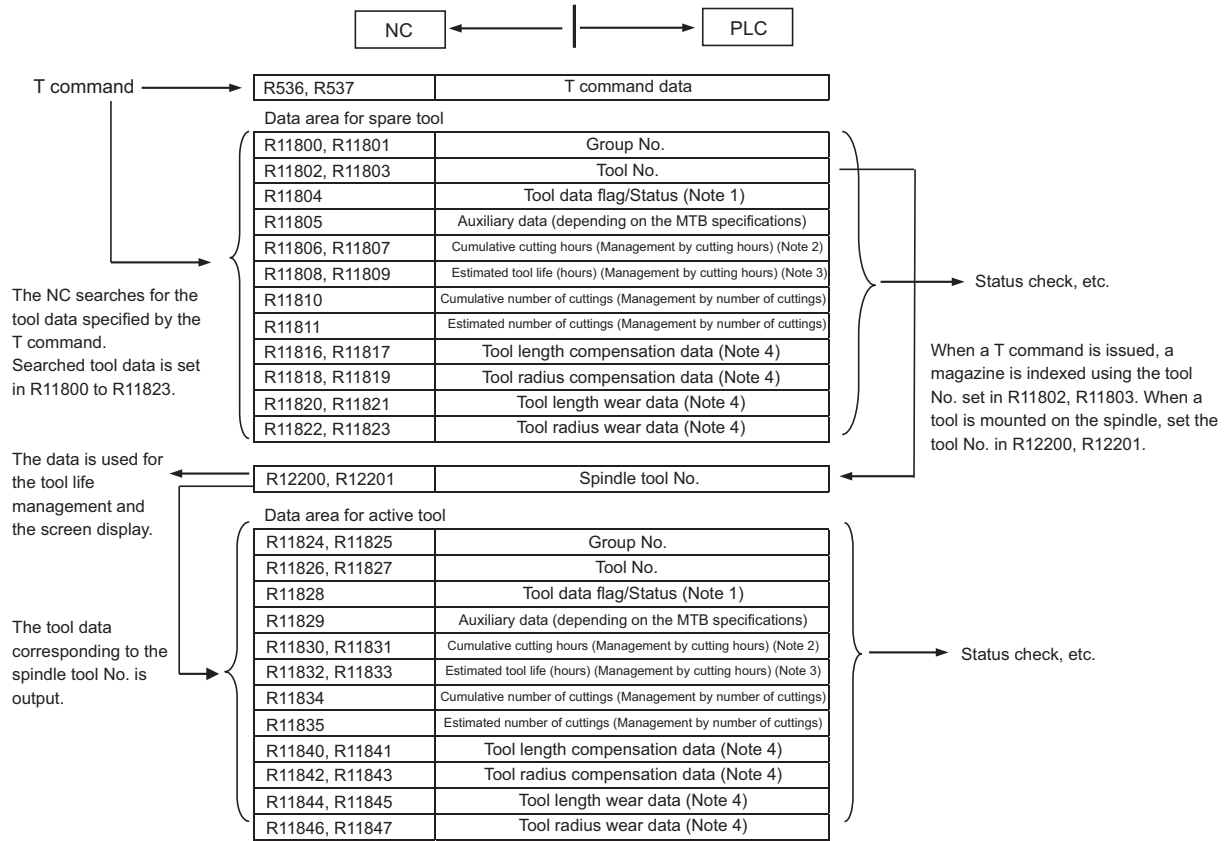 NC
PLC
T command
R536, R537 T command data
Data area for spare tool
R11800, R11801 Group No.
R11802, R11803 Tool No.
R11804 Tool data flag/Status (Note 1)
R11805 Auxiliary data (depending on the MTB specifications)
R11806, R11807 Cumulative cutting hours (Management by cutting hours) (Note 2)
R11808, R11809 Estimated tool life (hours) (Management by cutting hours) (Note 3)
R11810 Cumulative number of cuttings (Management by number of cuttings)
R11811 Estimated number of cuttings (Management by number of cuttings)
R11816, R11817 Tool length compensation data (Note 4)
R11818, R11819 Tool radius compensation data (Note 4)
R11820, R11821 Tool length wear data (Note 4)
R11822, R11823 Tool radius wear data (Note 4)
The NC searches for the
tool data specified by the
T command.
Searched tool data is set
in R11800 to R11823.
Status check, etc.
When a T command is issued, a
magazine is indexed using the tool
No. set in R11802, R11803. When a
tool is mounted on the spindle, set the
tool No. in R12200, R12201.
The data is used for
the tool life
management and
the screen display.
R12200, R12201 Spindle tool No.
Data area for active tool
R11824, R11825 Group No.
R11826, R11827 Tool No.
R11828 Tool data flag/Status (Note 1)
R11829 Auxiliary data (depending on the MTB specifications)
R11830, R11831 Cumulative cutting hours (Management by cutting hours) (Note 2)
R11832, R11833 Estimated tool life (hours) (Management by cutting hours) (Note 3)
R11834 Cumulative number of cuttings (Management by number of cuttings)
R11835 Estimated number of cuttings (Management by number of cuttings)
R11840, R11841 Tool length compensation data (Note 4)
R11842, R11843 Tool radius compensation data (Note 4)
R11844, R11845 Tool length wear data (Note 4)
R11846, R11847 Tool radius wear data (Note 4)
The tool data
corresponding to the
spindle tool No. is
output.
Status check, etc.